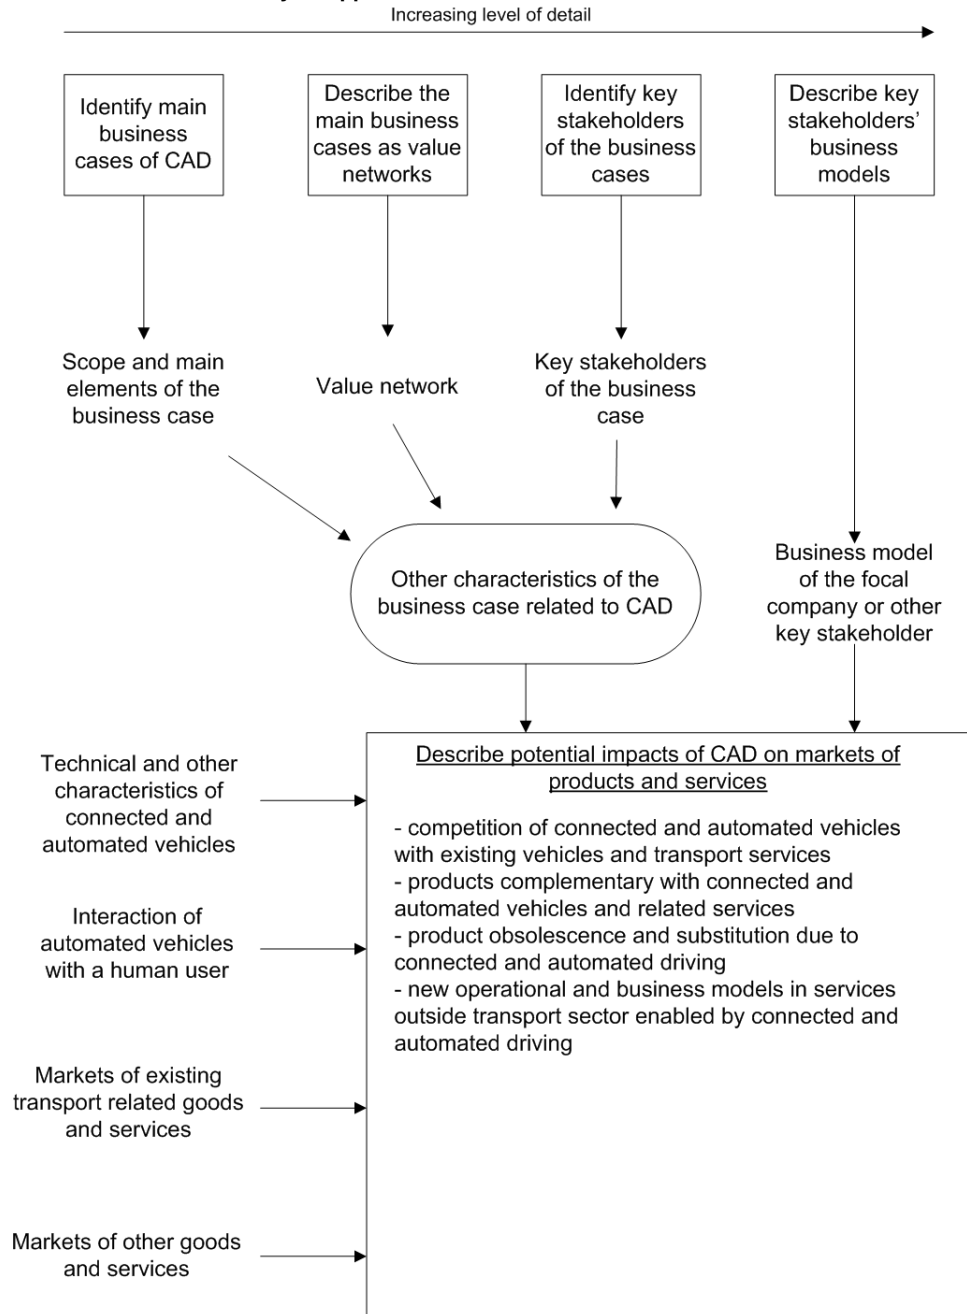 Increasing level of detail
Identify main
business
cases of CAD
Describe the
main business
cases as value
networks
Identify key
stakeholders
of the business
cases
Describe key
stakeholders’
business
models
Scope and main
elements of the
business case
Value network
Key stakeholders
of the business
case
Other characteristics of the
business case related to CAD
Business model
of the focal
company or other
key stakeholder
Technical and other
characteristics of
connected and
automated vehicles
Interaction of
automated vehicles
with a human user
Markets of existing
transport related goods
and services
Markets of other goods
and services
Describe potential impacts of CAD on markets of
products and services
- competition of connected and automated vehicles
with existing vehicles and transport services
- products complementary with connected and
automated vehicles and related services
- product obsolescence and substitution due to
connected and automated driving
- new operational and business models in services
outside transport sector enabled by connected and
automated driving